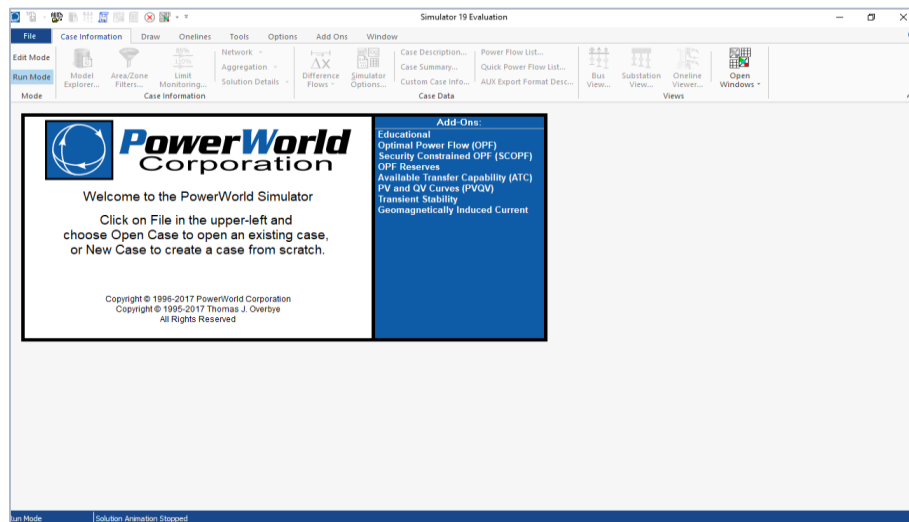 Simulator 19 Evaluation
File Case Information Draw Onelines Tools Options Add Ons Window
Edit Mode
Run Mode
Mode
Model
Explorer...
Area/Zone
Filters...
Limit
Monitoring...
Network
Aggregation
Solution Details
Case Information
Difference
Flows
Simulator
Options...
Case Description...
Case Summary...
Custom Case Info...
Power Flow List...
Quick Power Flow List...
AUX Export Format Desc...
Case Data
Bus
View...
Substation
View...
Oneline
Viewer...
Open
Windows
Views
PowerWorld
Corporation
Welcome to the PowerWorld Simulator
Click on File in the upper-left and
choose Open Case to open an existing case,
or New Case to create a case from scratch.
Copyright © 1996-2017 PowerWorld Corporation
Copyright © 1995-2017 Thomas J. Overbye
All Rights Reserved
Add-Ons:
Educational
Optimal Power Flow (OPF)
Security Constrained OPF (SCOPF)
OPF Reserves
Available Transfer Capability (ATC)
PV and QV Curves (PVQV)
Transient Stability
Geomagnetically Induced Current
Run Mode Solution Animation Stopped